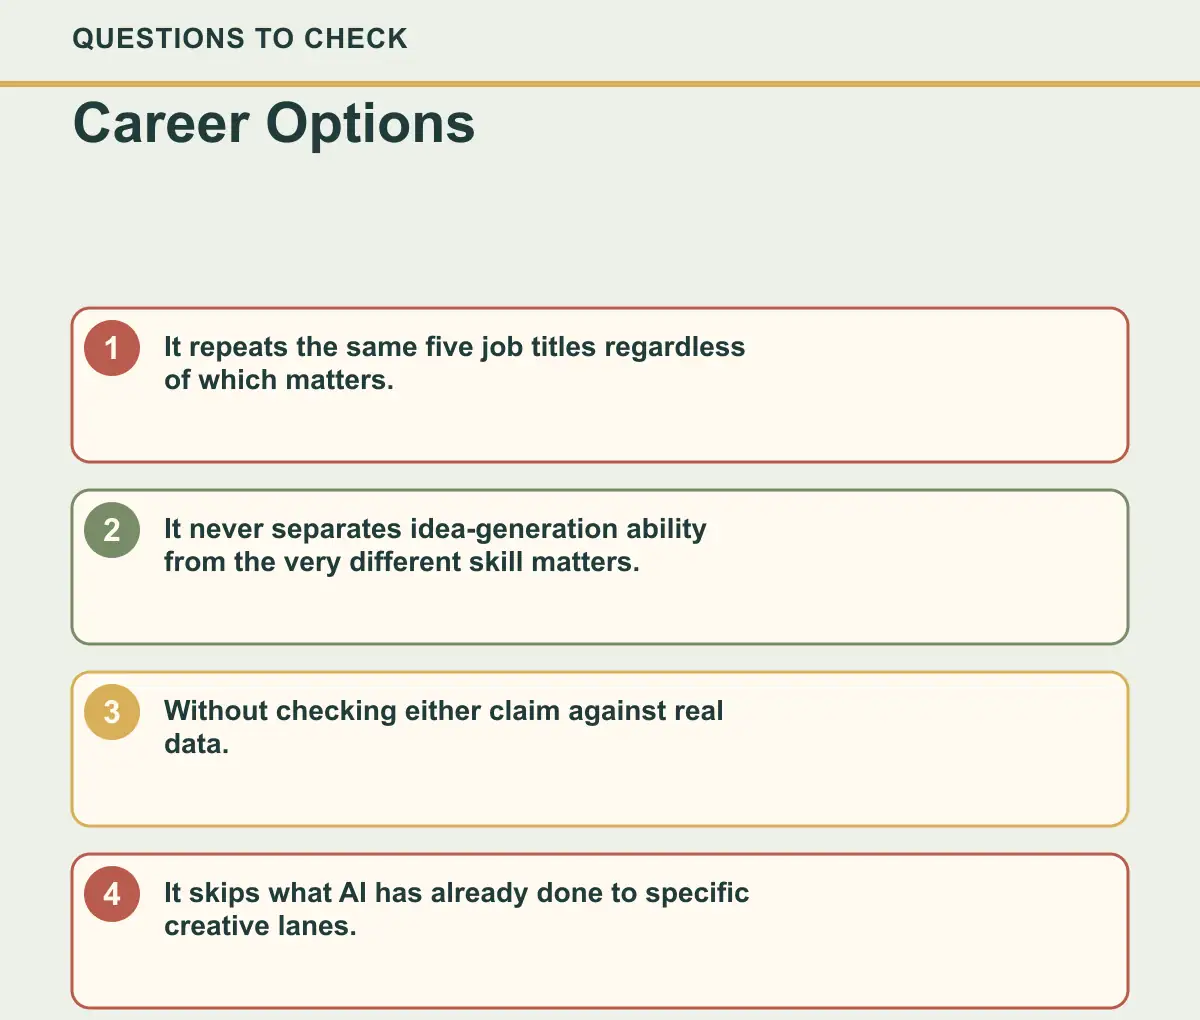 QUESTIONS TO CHECK
Career Options
1
It repeats the same five job titles regardless
of which matters.
2
It never separates idea-generation ability
from the very different skill matters.
3
Without checking either claim against real
data.
4
It skips what AI has already done to specific
creative lanes.